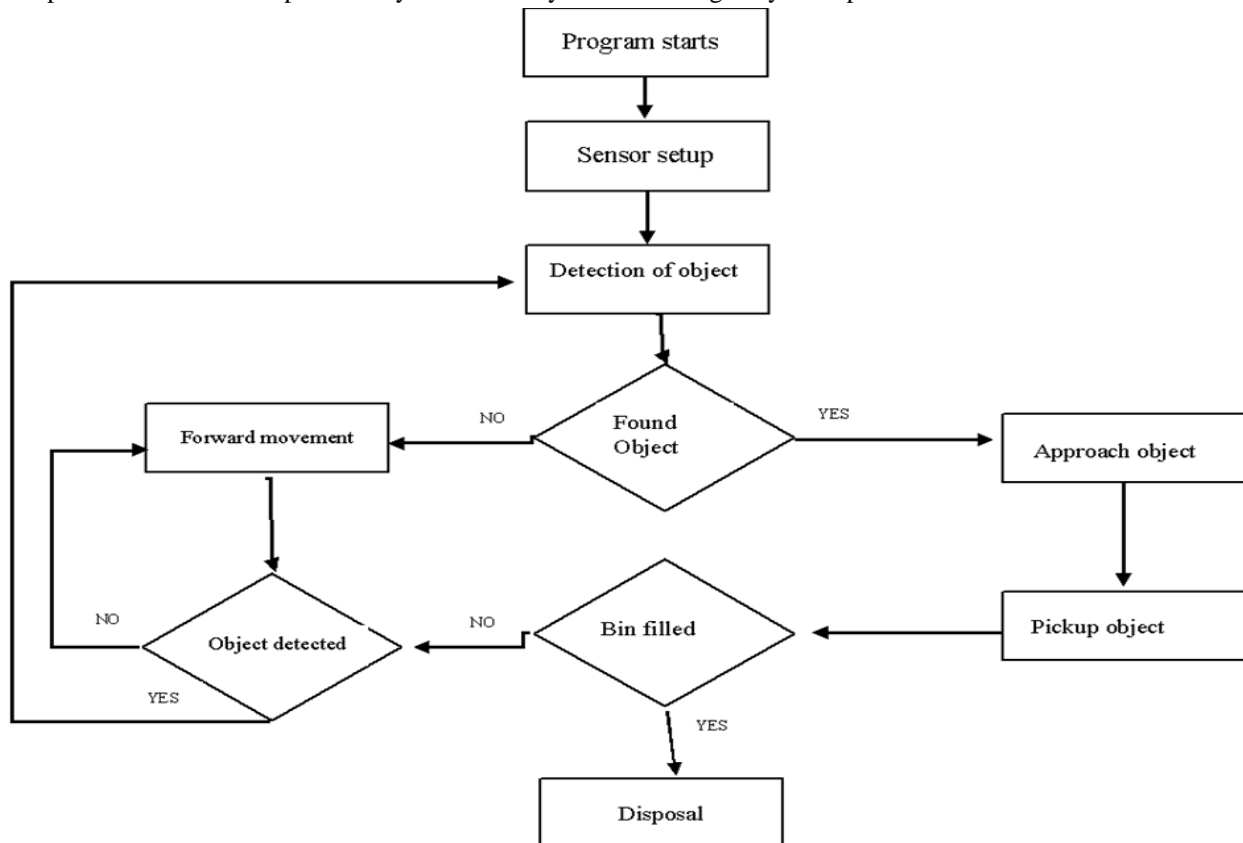 Program starts
Sensor setup
Detection of object
Found
Object
NO
YES
Forward movement
Approach object
Object detected
NO
YES
Bin filled
NO
YES
Pickup object
Disposal